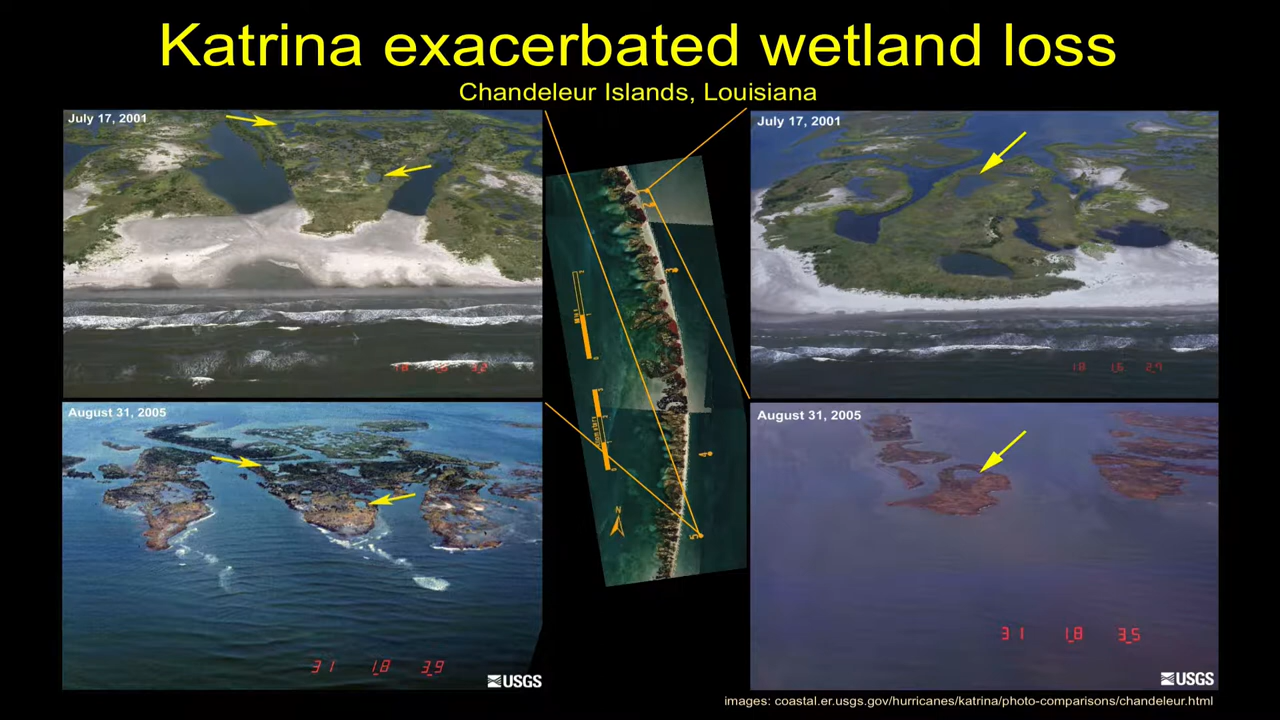 Katrina exacerbated wetland loss
Chandeleur Islands, Louisiana
July 17, 2001
July 17, 2001
August 31, 2005
August 31, 2005
N
4
5
31 18 39
31 18 35
USGS
USGS
images: coastal.er.usgs.gov/hurricanes/katrina/photo-comparisons/chandeleur.html